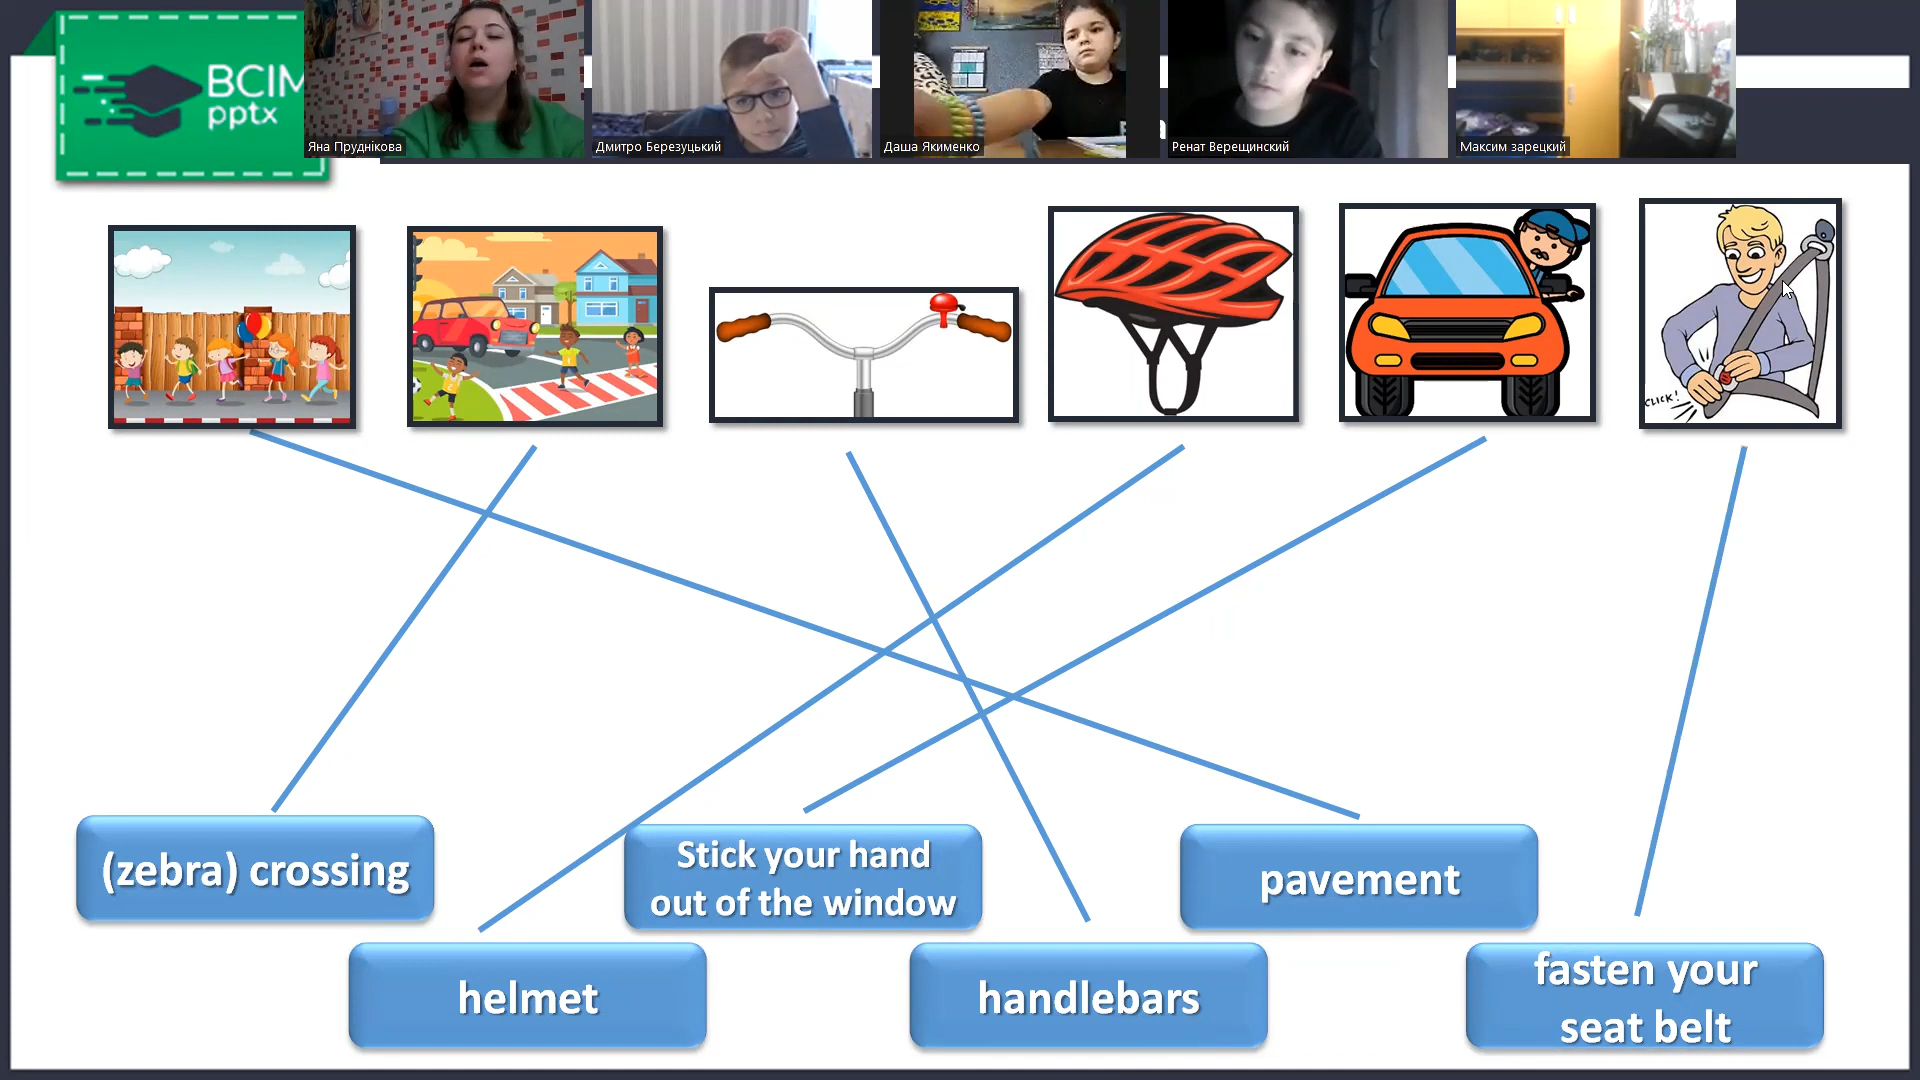 BCIM
pptx
Яна Пруднікова
Дмитро Березуцький
Даша Якименко
Ренат Верещинский
Максим зарецкий
CLICK!
(zebra) crossing
Stick your hand
out of the window
pavement
helmet
handlebars
fasten your
seat belt